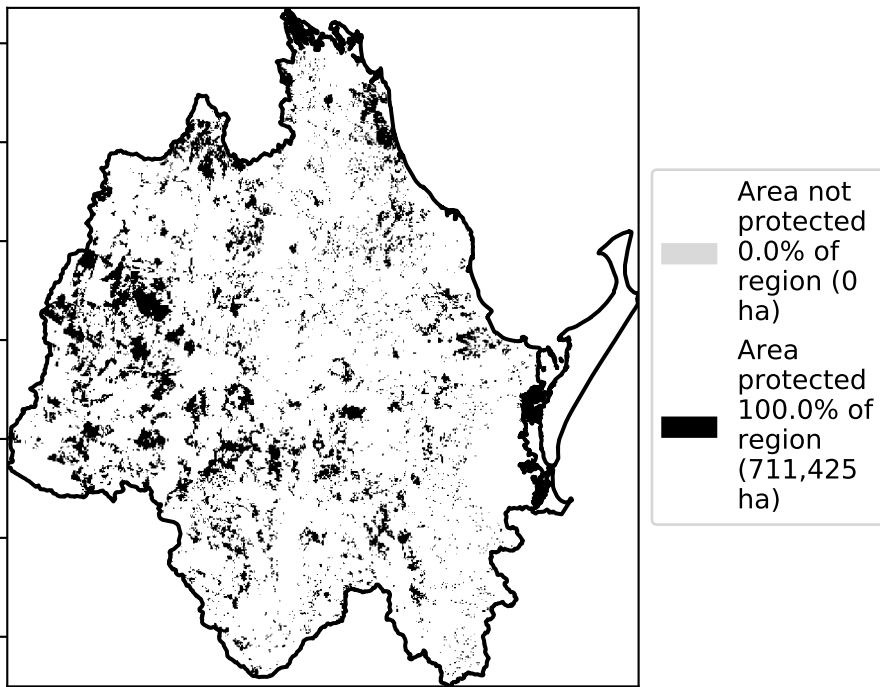 Area not
protected
0.0% of
region (0
ha)
Area
protected
100.0% of
region
(711,425
ha)